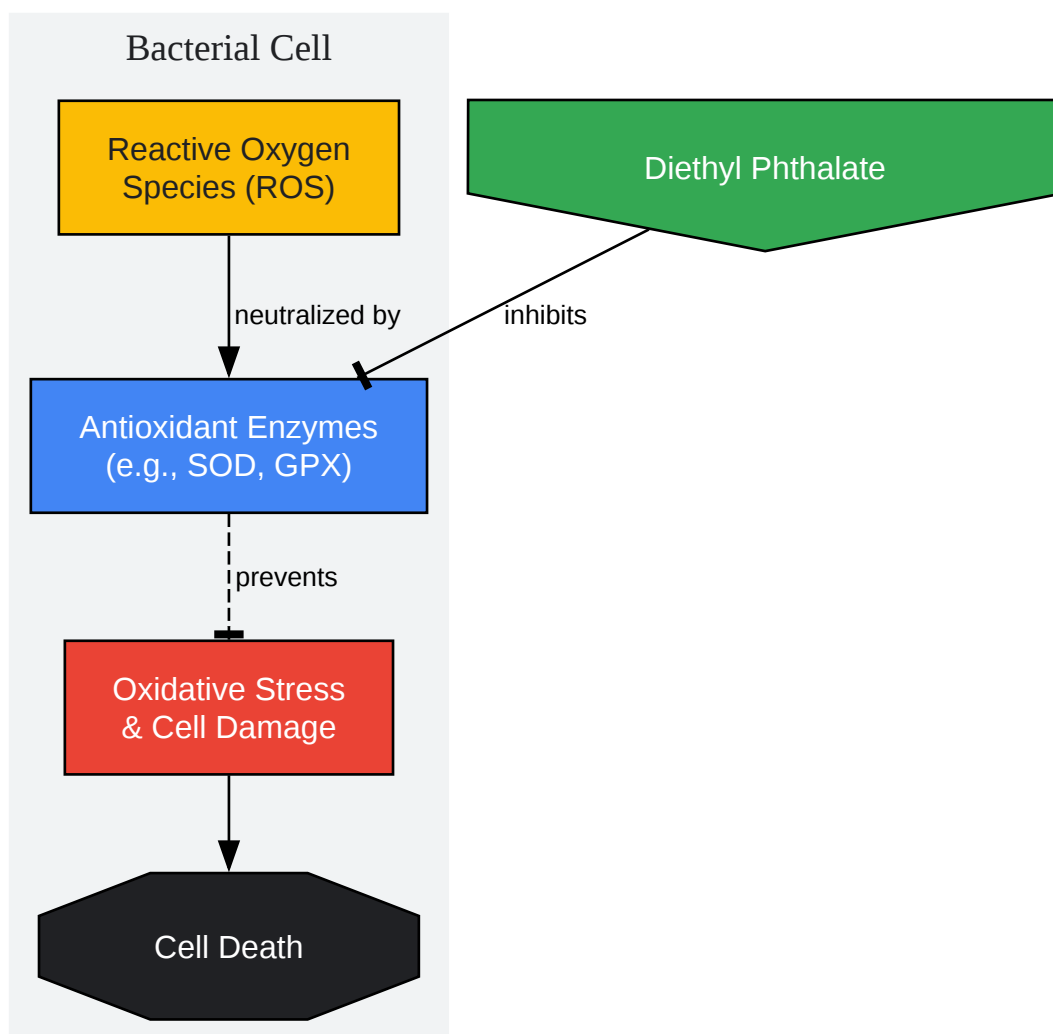 Bacterial Cell
Reactive Oxygen
Species (ROS)
Diethyl Phthalate
neutralized by
inhibits
Antioxidant Enzymes
(e.g., SOD, GPX)
prevents
Oxidative Stress
& Cell Damage
Cell Death